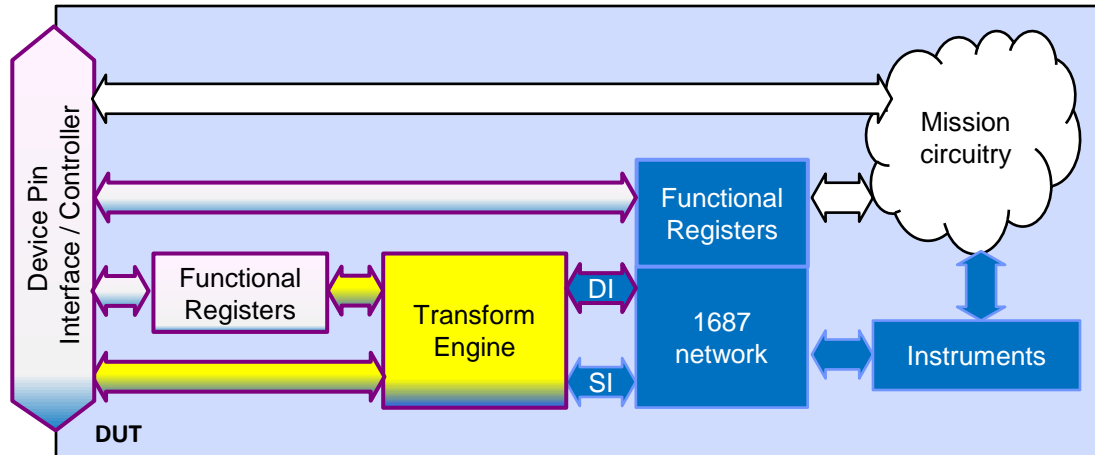 Device Pin
Interface / Controller
Mission
circuitry
Functional
Registers
Functional
Registers
Transform
Engine
DI
SI
1687
network
Instruments
DUT